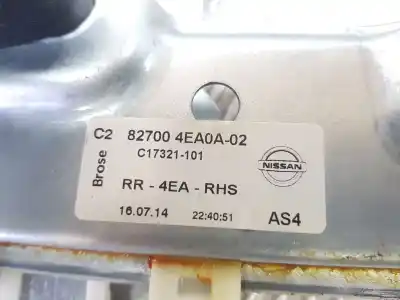 C2 82700 4EA0A-02
C17321-101
Brose
NISSAN
RR - 4EA - RHS
16.07.14 22:40:51 AS4